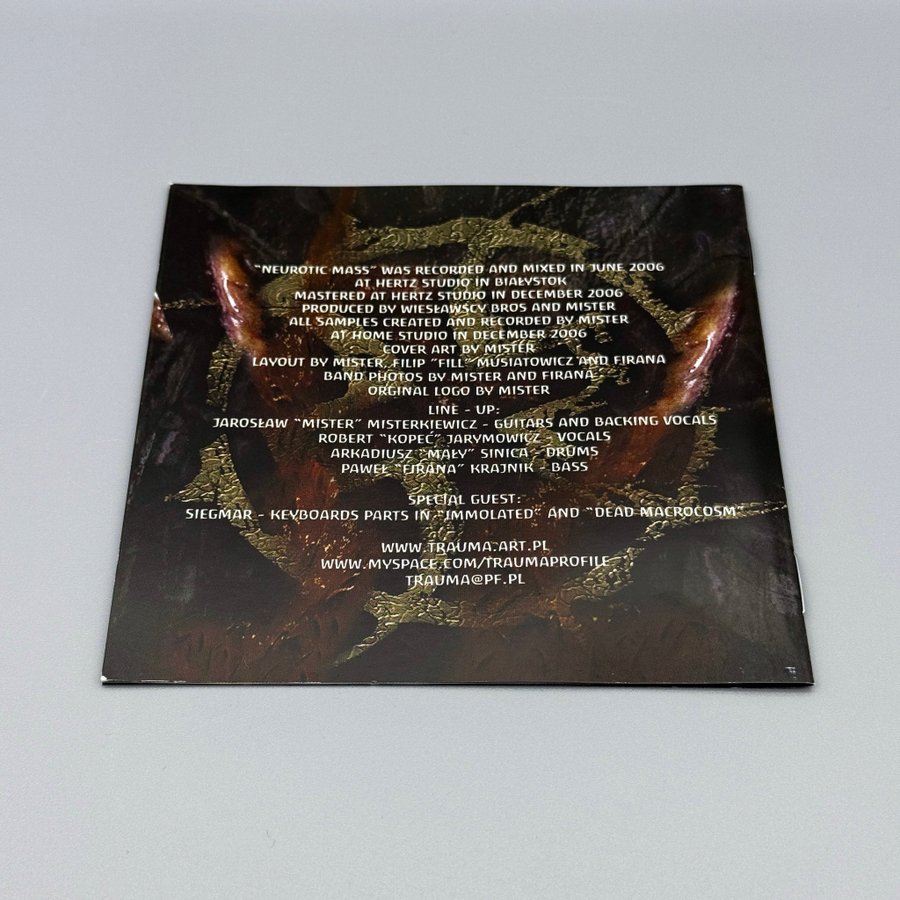 "NEUROTIC MASS" WAS RECORDED AND MIXED IN JUNE 2006
AT HERTZ STUDIO IN BIAŁYSTOK
MASTERED AT HERTZ STUDIO IN DECEMBER 2006
PRODUCED BY WIESŁAWSCY BROS AND MISTER
ALL SAMPLES CREATED AND RECORDED BY MISTER
AT HOME STUDIO IN DECEMBER 2006
COVER ART BY MISTER
LAYOUT BY MISTER, FILIP "FILL" MUSIATOWICZ AND FIRANA
BAND PHOTOS BY MISTER AND FIRANA
ORGINAL LOGO BY MISTER
LINE - UP:
JAROSŁAW "MISTER" MISTERKIEWICZ - GUITARS AND BACKING VOCALS
ROBERT "KOPEĆ" JARYMOWICZ - VOCALS
ARKADIUSZ "MAŁY" SINICA - DRUMS
PAWEŁ "FIRANA" KRAJNIK - BASS
SPECIAL GUEST:
SIEGMAR - KEYBOARDS PARTS IN "IMMOLATED" AND "DEAD MACROCOSM"
WWW.TRAUMA.ART.PL
WWW.MYSPACE.COM/TRAUMAPROFILE
TRAUMA@PF.PL